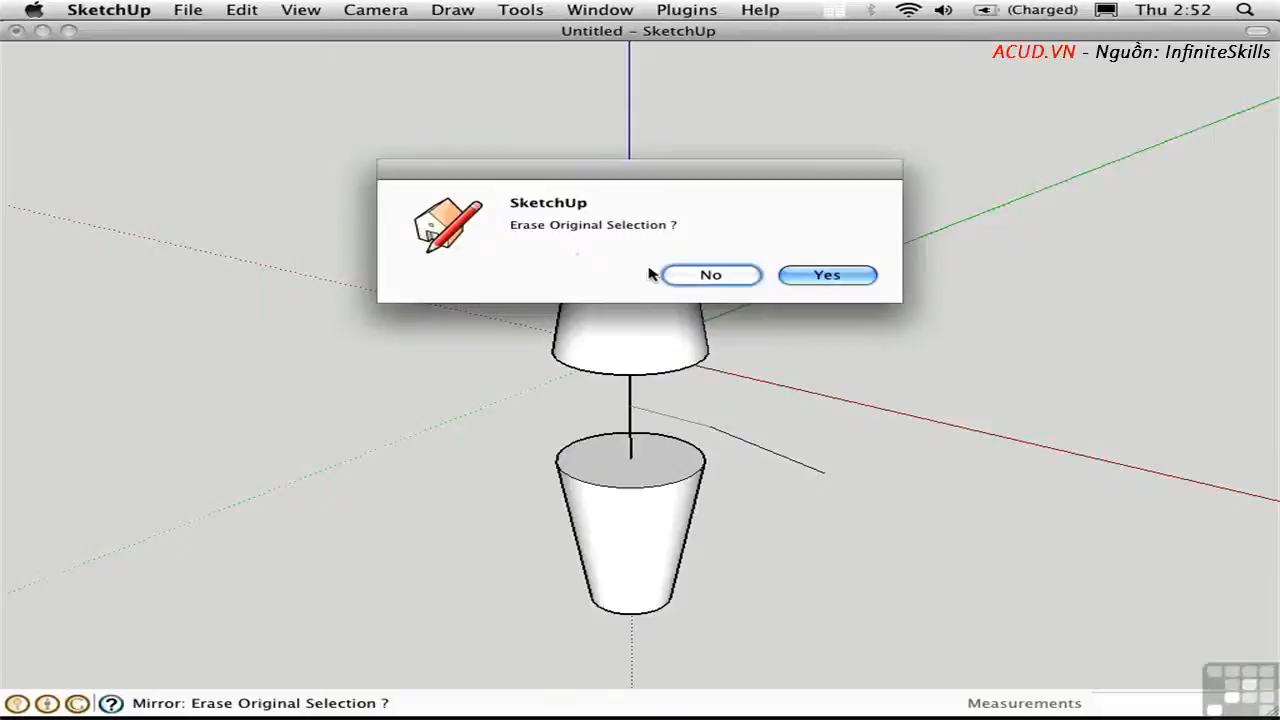 SketchUp File Edit View Camera Draw Tools Window Plugins Help (Charged) Thu 2:52
Untitled - SketchUp
ACUD.VN - Nguồn: InfiniteSkills
SketchUp
Erase Original Selection ?
No Yes
Mirror: Erase Original Selection ? Measurements